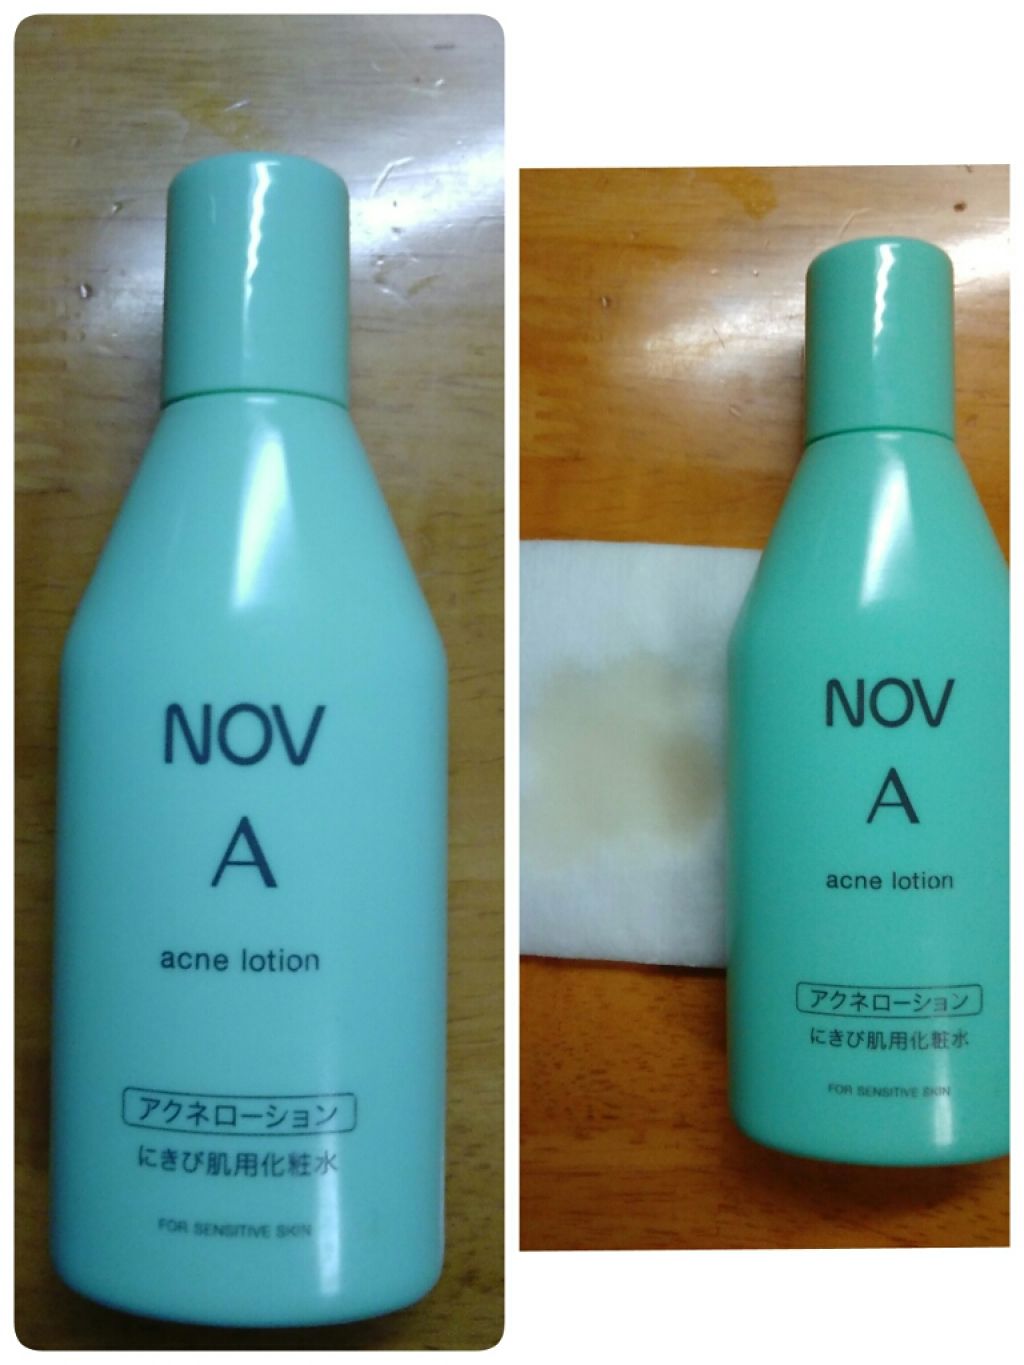 NOV
A
acne lotion
アクネローション
にきび肌用化粧水
FOR SENSITIVE SKIN
NOV
A
acne lotion
アクネローション
にきび肌用化粧水
FOR SENSITIVE SKIN